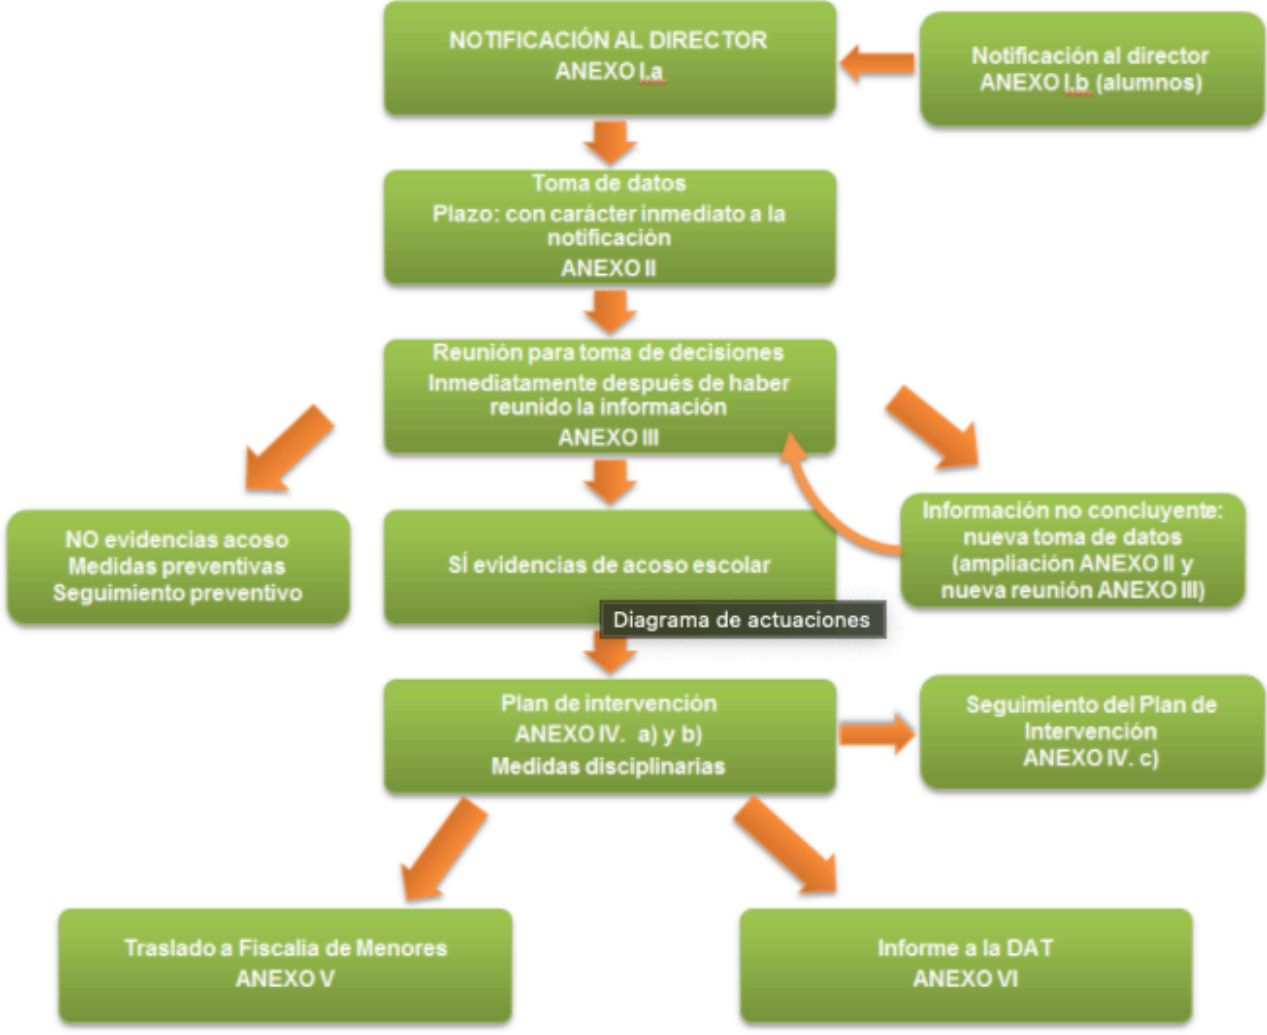 NOTIFICACIÓN AL DIRECTOR
ANEXO I.a
Notificación al director
ANEXO I.b (alumnos)
Toma de datos
Plazo: con carácter inmediato a la
notificación
ANEXO II
Reunión para toma de decisiones
Inmediatamente después de haber
reunido la información
ANEXO III
NO evidencias acoso
Medidas preventivas
Seguimiento preventivo
SÍ evidencias de acoso escolar
Información no concluyente:
nueva toma de datos
(ampliación ANEXO II y
nueva reunión ANEXO III)
Diagrama de actuaciones
Plan de intervención
ANEXO IV. a) y b)
Medidas disciplinarias
Seguimiento del Plan de
Intervención
ANEXO IV. c)
Traslado a Fiscalia de Menores
ANEXO V
Informe a la DAT
ANEXO VI